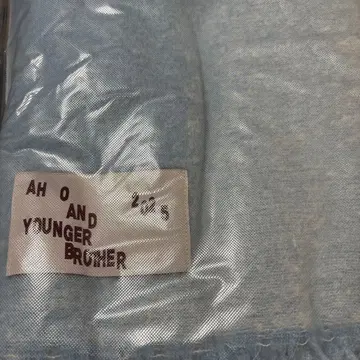 AH O
AND 2025
YOUNGER
BROTHER